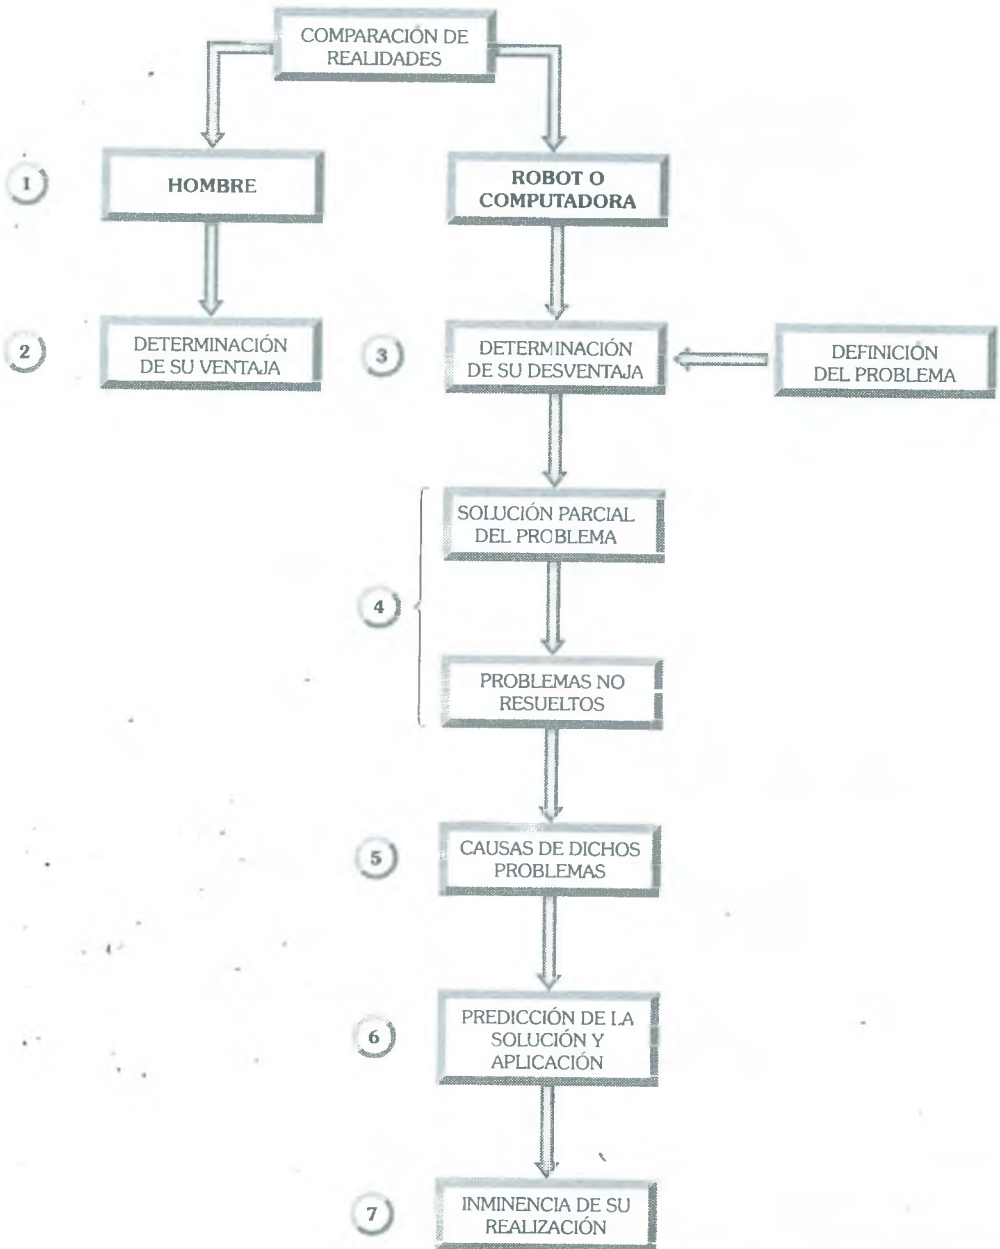 COMPARACIÓN DE
REALIDADES
1
HOMBRE
ROBOT O
COMPUTADORA
2
DETERMINACIÓN
DE SU VENTAJA
3
DETERMINACIÓN
DE SU DESVENTAJA
DEFINICIÓN
DEL PROBLEMA
4
SOLUCIÓN PARCIAL
DEL PROBLEMA
PROBLEMAS NO
RESUELTOS
5
CAUSAS DE DICHOS
PROBLEMAS
6
PREDICCIÓN DE LA
SOLUCIÓN Y
APLICACIÓN
7
INMINENCIA DE SU
REALIZACIÓN